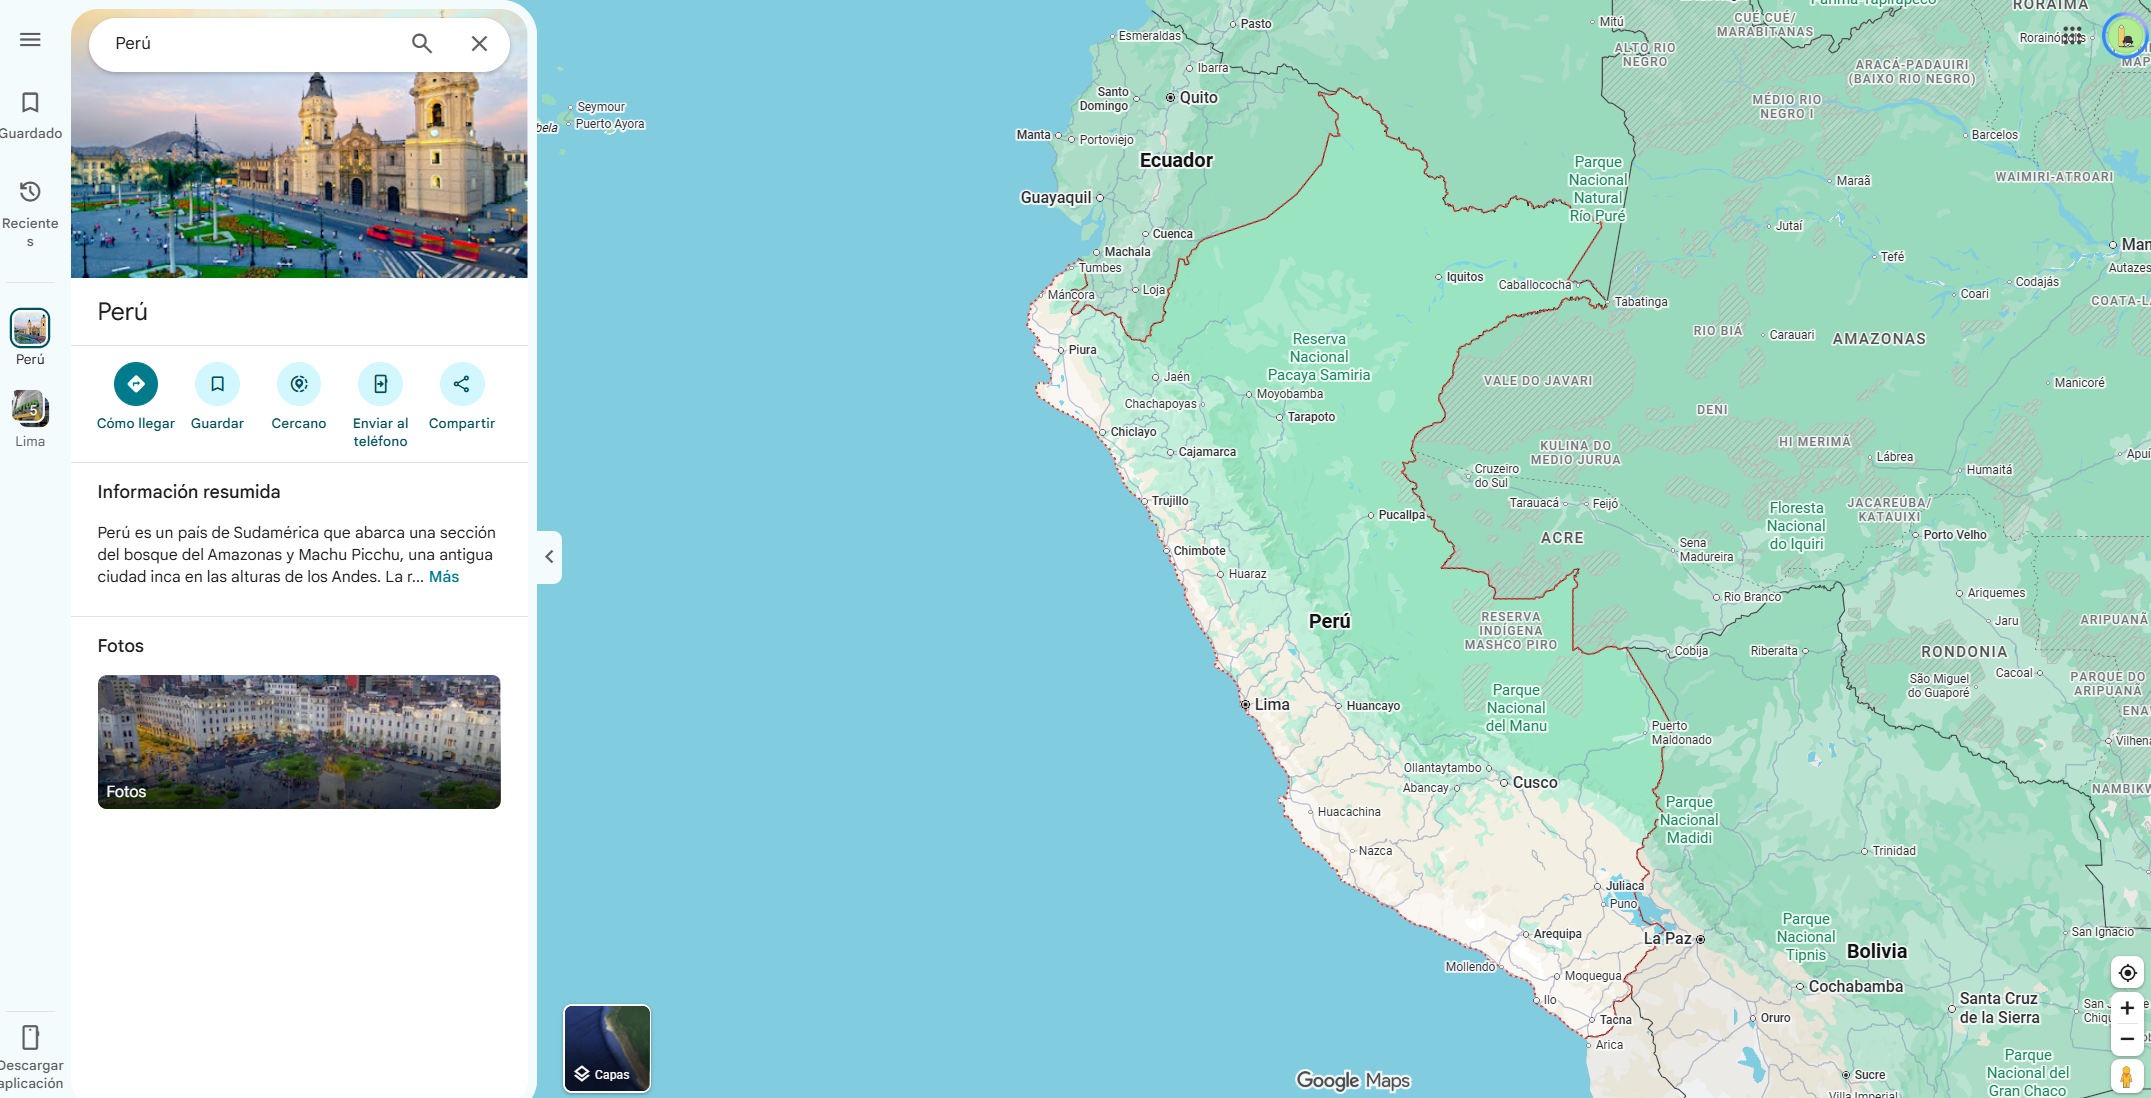 Perú
Guardado
Reciente
s
Perú
5
Lima
Descargar
aplicación
Perú
Cómo llegar
Guardar
Cercano
Enviar al
teléfono
Compartir
Información resumida
Perú es un país de Sudamérica que abarca una sección
del bosque del Amazonas y Machu Picchu, una antigua
ciudad inca en las alturas de los Andes. La r... Más
Fotos
Fotos
Capas
Google Maps
Seymour
Puerto Ayora
bela
Pasto
Esmeraldas
Ibarra
Santo
Domingo
Quito
Manta
Portoviejo
Ecuador
Guayaquil
Cuenca
Machala
Tumbes
Loja
Máncora
Piura
Jaén
Chachapoyas
Moyobamba
Tarapoto
Chiclayo
Cajamarca
Trujillo
Chimbote
Huaraz
Pucallpa
Perú
Lima
Huancayo
Ollantaytambo
Abancay
Cusco
Huacachina
Nazca
Juliaca
Puno
Arequipa
Mollendo
Moquegua
Ilo
Tacna
Arica
Iquitos
Caballococha
Tabatinga
Reserva
Nacional
Pacaya Samiria
Parque
Nacional
Natural
Río Puré
Mitú
ALTO RIO
NEGRO
CUÉ CUÉ/
MARABITANAS
RORAIMA
Rorainópolis
ARACÁ-PADAUIRI
(BAIXO RIO NEGRO)
MÉDIO RIO
NEGRO I
Barcelos
WAIMIRI-ATROARI
Maraã
Jutaí
Tefé
Man
Autazes
Codajás
Coari
COATA-L
RIO BIÁ
Carauari
AMAZONAS
VALE DO JAVARI
DENI
Manicoré
KULINA DO
MEDIO JURUA
HI MERIMÃ
Lábrea
Humaitá
Apuí
Cruzeiro
do Sul
Tarauacá
Feijó
ACRE
Sena
Madureira
Floresta
Nacional
do Iquiri
JACAREÚBA/
KATAUIXI
Porto Velho
Rio Branco
Ariquemes
Jaru
ARIPUANÃ
RESERVA
INDÍGENA
MASHCO PIRO
Cobija
Riberalta
RONDONIA
São Miguel
do Guaporé
Cacoal
PARQUE DO
ARIPUANÃ
ENA
Vilhena
NAMBIKW
Parque
Nacional
del Manu
Puerto
Maldonado
Parque
Nacional
Madidi
Trinidad
La Paz
Parque
Nacional
Tipnis
Bolivia
San Ignacio
Cochabamba
Oruro
Santa Cruz
de la Sierra
San J
Chiq
Sucre
Villa Imperial
Parque
Nacional del
Gran Chaco